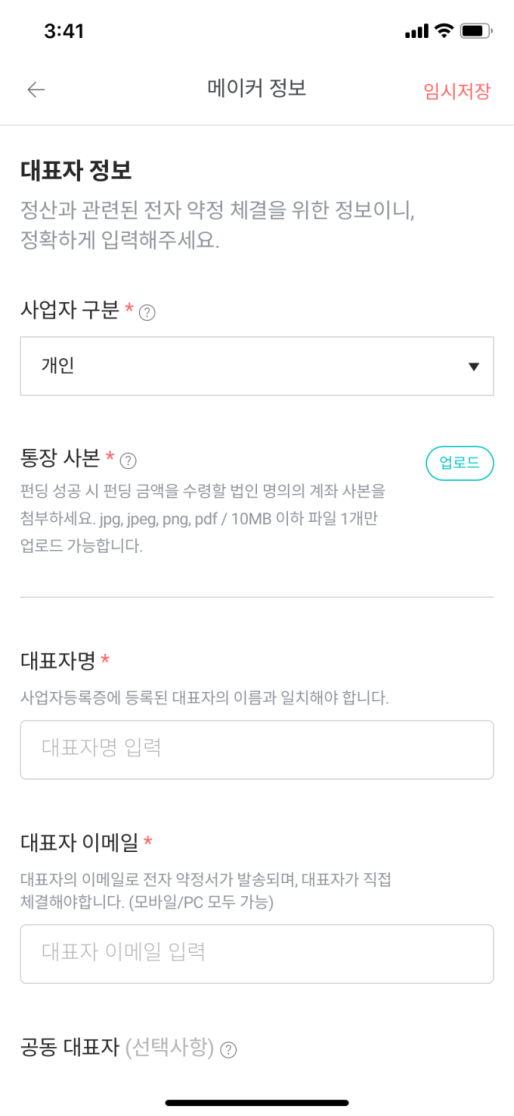 3:41
메이커 정보
임시저장
대표자 정보
정산과 관련된 전자 약정 체결을 위한 정보이니,
정확하게 입력해주세요.
사업자 구분 * ?
개인
통장 사본 * ?
업로드
펀딩 성공 시 펀딩 금액을 수령할 법인 명의의 계좌 사본을
첨부하세요. jpg, jpeg, png, pdf / 10MB 이하 파일 1개만
업로드 가능합니다.
대표자명 *
사업자등록증에 등록된 대표자의 이름과 일치해야 합니다.
대표자명 입력
대표자 이메일 *
대표자의 이메일로 전자 약정서가 발송되며, 대표자가 직접
체결해야합니다. (모바일/PC 모두 가능)
대표자 이메일 입력
공동 대표자 (선택사항) ?